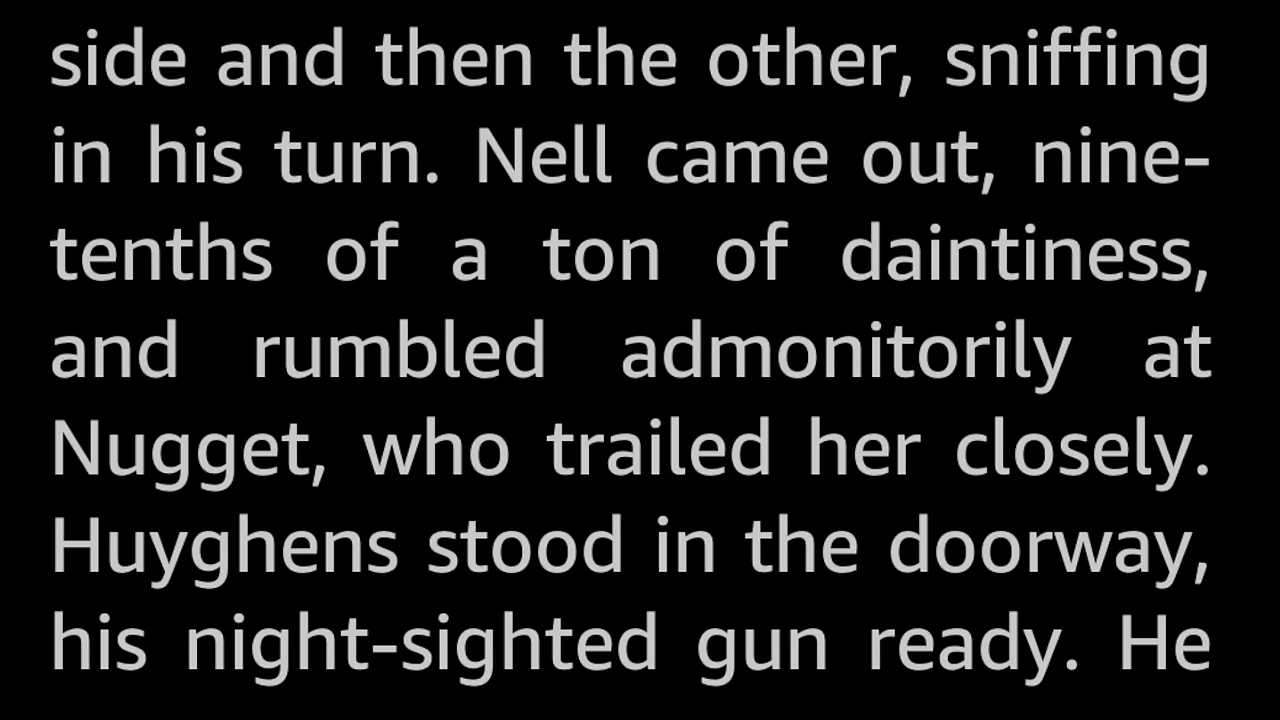 side and then the other, sniffing
in his turn. Nell came out, nine-
tenths of a ton of daintiness,
and rumbled admonitorily at
Nugget, who trailed her closely.
Huyghens stood in the doorway,
his night-sighted gun ready. He